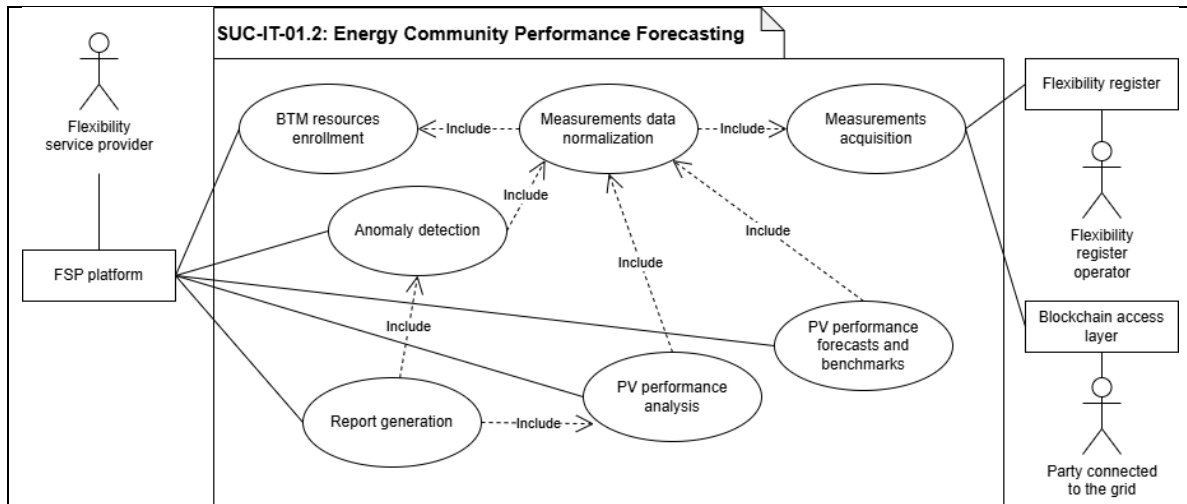 SUC-IT-01.2: Energy Community Performance Forecasting
Flexibility
service provider
FSP platform
BTM resources
enrollment
Include
Measurements data
normalization
Include
Measurements
acquisition
Flexibility register
Flexibility
register
operator
Include
Anomaly detection
Include
Include
Include
Blockchain access
layer
PV performance
forecasts and
benchmarks
PV performance
analysis
Report generation
Include
Party connected
to the grid